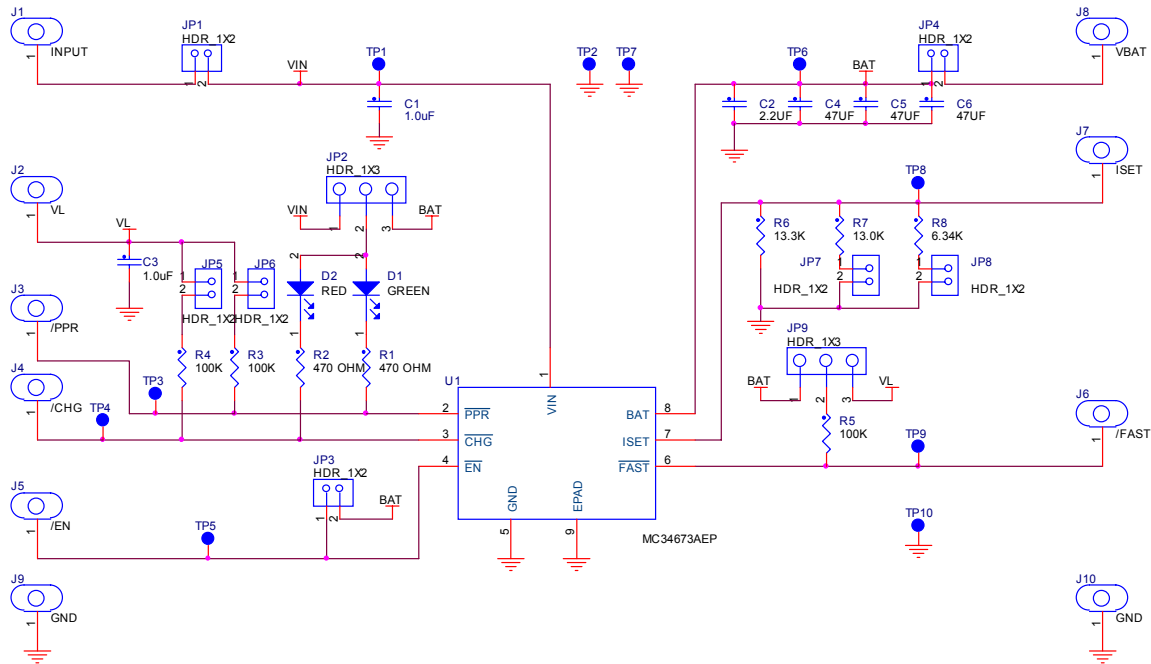 J1
INPUT
1
JP1
HDR_1X2
1
2
VIN
TP1
C1
1.0uF
TP2
TP7
TP6
BAT
JP4
HDR_1X2
1
2
J8
VBAT
1
C2
2.2UF
C4
47UF
C5
47UF
C6
47UF
J7
ISET
1
J2
VL
1
VL
C3
1.0uF
JP2
HDR_1X3
VIN
1
2
3
BAT
TP8
R6
13.3K
R7
13.0K
R8
6.34K
JP5
1
2
HDR_1X2
JP6
1
2
HDR_1X2
2
D2
RED
1
2
D1
GREEN
1
JP7
1
2
HDR_1X2
JP8
1
2
HDR_1X2
J3
/PPR
1
R4
100K
R3
100K
R2
470 OHM
R1
470 OHM
JP9
HDR_1X3
BAT
1
2
3
VL
J4
/CHG
1
TP3
TP4
U1
1
VIN
2
PPR
3
CHG
4
EN
BAT
8
ISET
7
FAST
6
GND
5
EPAD
9
MC34673AEP
R5
100K
TP9
J6
/FAST
1
JP3
HDR_1X2
1
2
BAT
J5
/EN
1
TP5
TP10
J9
GND
1
J10
GND
1